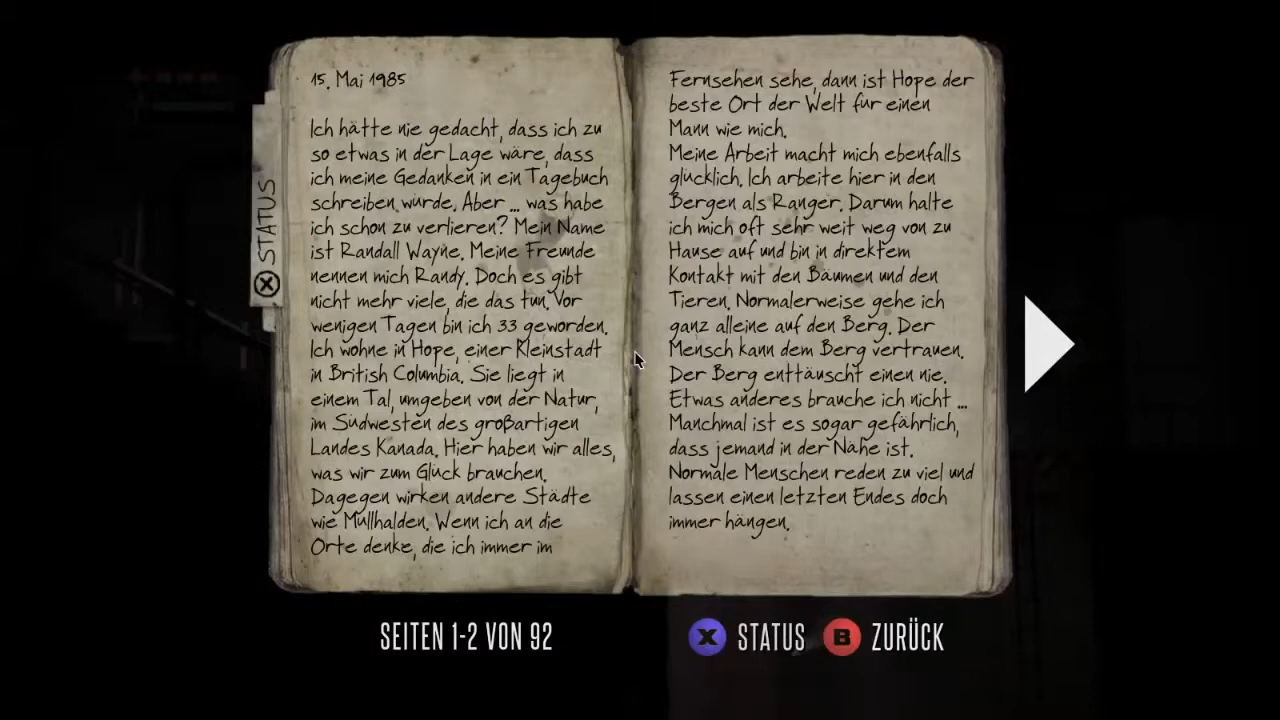 15. Mai 1985
Ich hätte nie gedacht, dass ich zu
so etwas in der Lage wäre, dass
ich meine Gedanken in ein Tagebuch
schreiben würde. Aber ... was habe
ich schon zu verlieren? Mein Name
ist Randall Wayne. Meine Freunde
nennen mich Randy. Doch es gibt
nicht mehr viele, die das tun. Vor
wenigen Tagen bin ich 33 geworden.
Ich wohne in Hope, einer Kleinstadt
in British Columbia. Sie liegt in
einem Tal, umgeben von der Natur,
im Südwesten des großartigen
Landes Kanada. Hier haben wir alles,
was wir zum Glück brauchen.
Dagegen wirken andere Städte
wie Müllhalden. Wenn ich an die
Orte denke, die ich immer im
Fernsehen sehe, dann ist Hope der
beste Ort der Welt für einen
Mann wie mich.
Meine Arbeit macht mich ebenfalls
glücklich. Ich arbeite hier in den
Bergen als Ranger. Darum halte
ich mich oft sehr weit weg von zu
Hause auf und bin in direktem
Kontakt mit den Bäumen und den
Tieren. Normalerweise gehe ich
ganz alleine auf den Berg. Der
Mensch kann dem Berg vertrauen.
Der Berg enttäuscht einen nie.
Etwas anderes brauche ich nicht ...
Manchmal ist es sogar gefährlich,
dass jemand in der Nähe ist.
Normale Menschen reden zu viel und
lassen einen letzten Endes doch
immer hängen.
X STATUS
SEITEN 1-2 VON 92
X STATUS B ZURÜCK